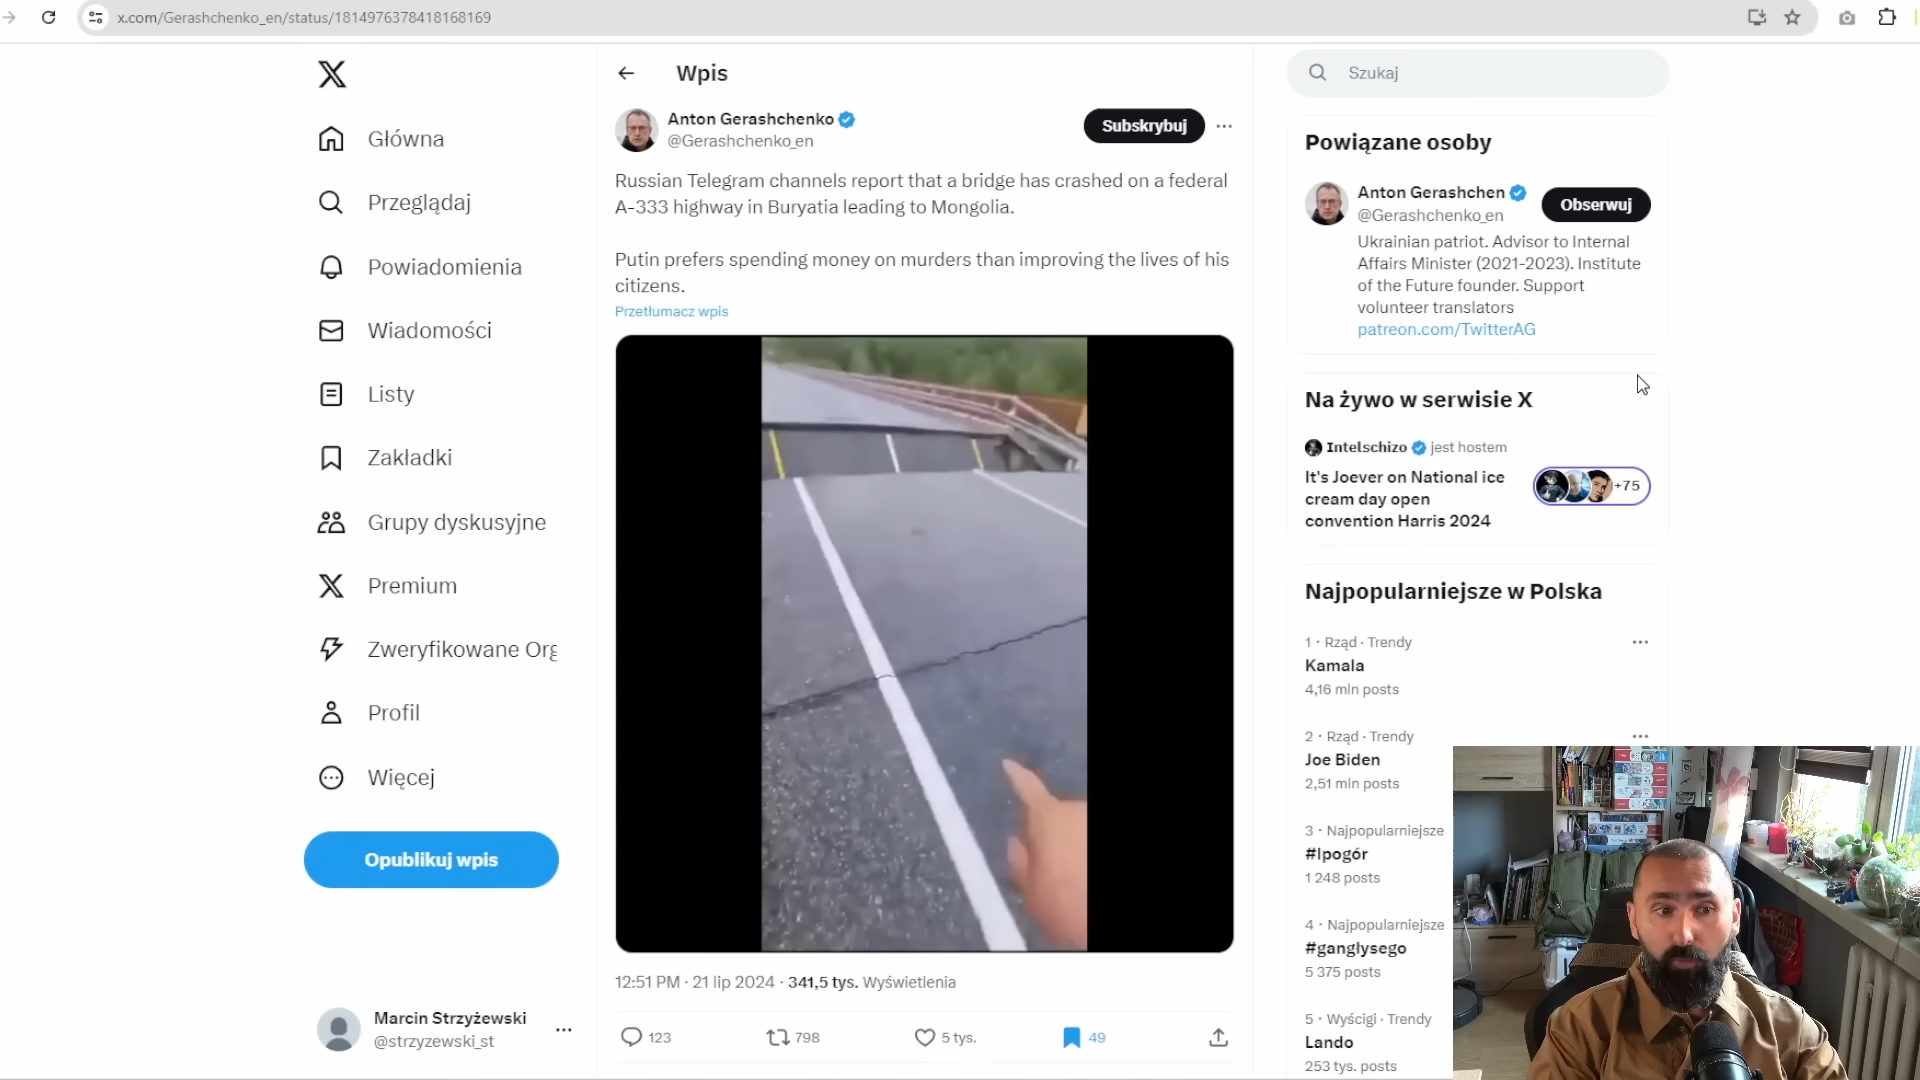 x.com/Gerashchenko_en/status/1814976378418168169
Główna
Przeglądaj
Powiadomienia
Wiadomości
Listy
Zakładki
Grupy dyskusyjne
Premium
Zweryfikowane Org
Profil
Więcej
Opublikuj wpis
Marcin Strzyżewski
@strzyzewski_st
Wpis
Anton Gerashchenko
@Gerashchenko_en
Subskrybuj
Russian Telegram channels report that a bridge has crashed on a federal
A-333 highway in Buryatia leading to Mongolia.
Putin prefers spending money on murders than improving the lives of his
citizens.
Przetłumacz wpis
12:51 PM · 21 lip 2024 · 341,5 tys. Wyświetlenia
123 798 5 tys. 49
Szukaj
Powiązane osoby
Anton Gerashchen
@Gerashchenko_en
Obserwuj
Ukrainian patriot. Advisor to Internal
Affairs Minister (2021-2023). Institute
of the Future founder. Support
volunteer translators
patreon.com/TwitterAG
Na żywo w serwisie X
Intelschizo jest hostem
It's Joever on National ice
cream day open
convention Harris 2024
+75
Najpopularniejsze w Polska
1 · Rząd · Trendy
Kamala
4,16 mln posts
2 · Rząd · Trendy
Joe Biden
2,51 mln posts
3 · Najpopularniejsze
#Ipogór
1 248 posts
4 · Najpopularniejsze
#ganglysego
5 375 posts
5 · Wyścigi · Trendy
Lando
253 tys. posts